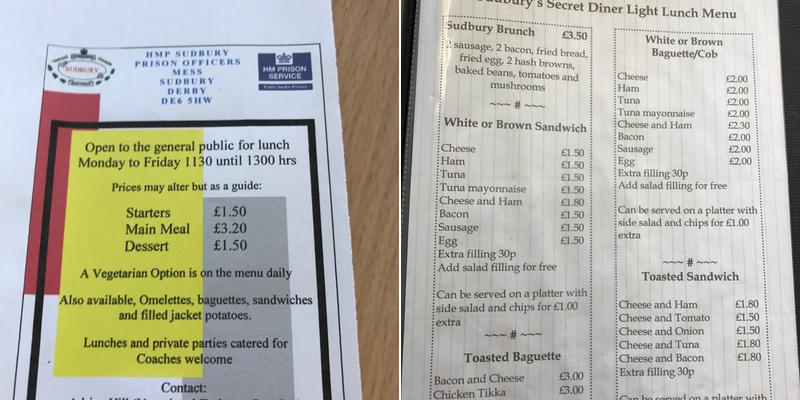 SUDBURY
HMP SUDBURY
PRISON OFFICERS
MESS
SUDBURY
DERBY
DE6 5HW
HM PRISON
SERVICE
Public Sector Prisons
Open to the general public for lunch
Monday to Friday 1130 until 1300 hrs
Prices may alter but as a guide:
Starters £1.50
Main Meal £3.20
Dessert £1.50
A Vegetarian Option is on the menu daily
Also available, Omelettes, baguettes, sandwiches
and filled jacket potatoes.
Lunches and private parties catered for
Coaches welcome
Contact:
Sudbury's Secret Diner Light Lunch Menu
Sudbury Brunch £3.50
2 sausage, 2 bacon, fried bread,
fried egg, 2 hash browns,
baked beans, tomatoes and
mushrooms
~~~ # ~~~
White or Brown Sandwich
Cheese £1.50
Ham £1.50
Tuna £1.50
Tuna mayonnaise £1.50
Cheese and Ham £1.80
Bacon £1.50
Sausage £1.50
Egg £1.50
Extra filling 30p
Add salad filling for free
Can be served on a platter with
side salad and chips for £1.00
extra
~~~ # ~~~
Toasted Baguette
Bacon and Cheese £3.00
Chicken Tikka £3.00
White or Brown
Baguette/Cob
Cheese £2.00
Ham £2.00
Tuna £2.00
Tuna mayonnaise £2.00
Cheese and Ham £2.30
Bacon £2.00
Sausage £2.00
Egg £2.00
Extra filling 30p
Add salad filling for free
Can be served on a platter with
side salad and chips for £1.00
extra
~~~ # ~~~
Toasted Sandwich
Cheese and Ham £1.80
Cheese and Tomato £1.50
Cheese and Onion £1.50
Cheese and Tuna £1.80
Cheese and Bacon £1.80
Extra filling 30p
Can be served on a platter with